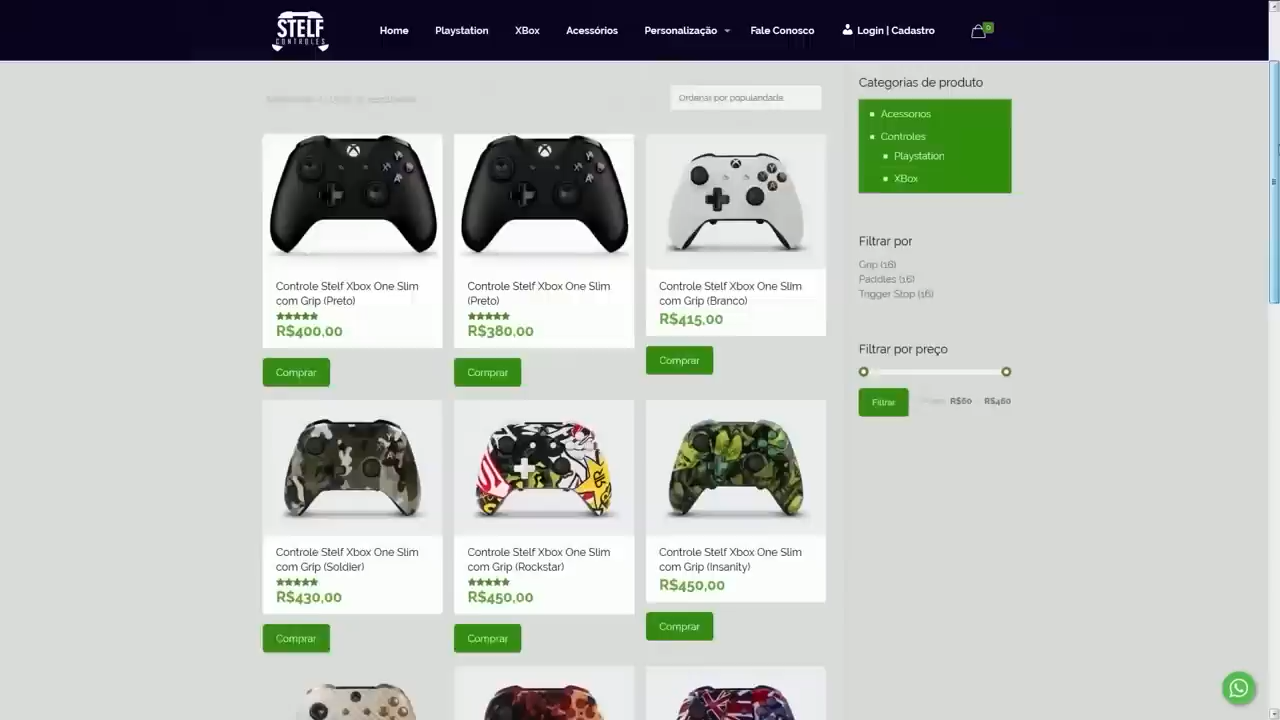 STELF
CONTROLES
Home
Playstation
XBox
Acessórios
Personalização
Fale Conosco
Login | Cadastro
0
Ordenar por popularidade
Categorias de produto
Acessorios
Controles
Playstation
XBox
Filtrar por
Grip (16)
Paddles (16)
Trigger Stop (16)
Filtrar por preço
Filtrar
R$60
R$460
Controle Stelf Xbox One Slim
com Grip (Preto)
R$400,00
Comprar
Controle Stelf Xbox One Slim
(Preto)
R$380,00
Comprar
Controle Stelf Xbox One Slim
com Grip (Branco)
R$415,00
Comprar
Controle Stelf Xbox One Slim
com Grip (Soldier)
R$430,00
Comprar
Controle Stelf Xbox One Slim
com Grip (Rockstar)
R$450,00
Comprar
Controle Stelf Xbox One Slim
com Grip (Insanity)
R$450,00
Comprar